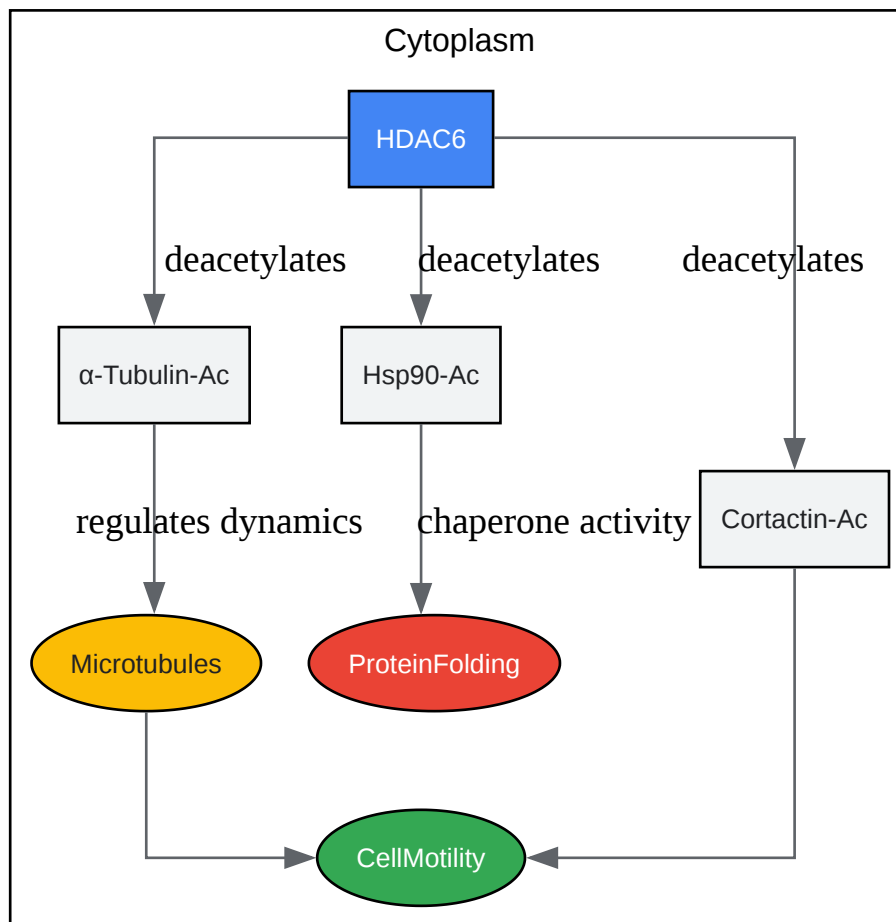 Cytoplasm
HDAC6
deacetylates
deacetylates
deacetylates
α-Tubulin-Ac
Hsp90-Ac
Cortactin-Ac
regulates dynamics
chaperone activity
Microtubules
ProteinFolding
CellMotility